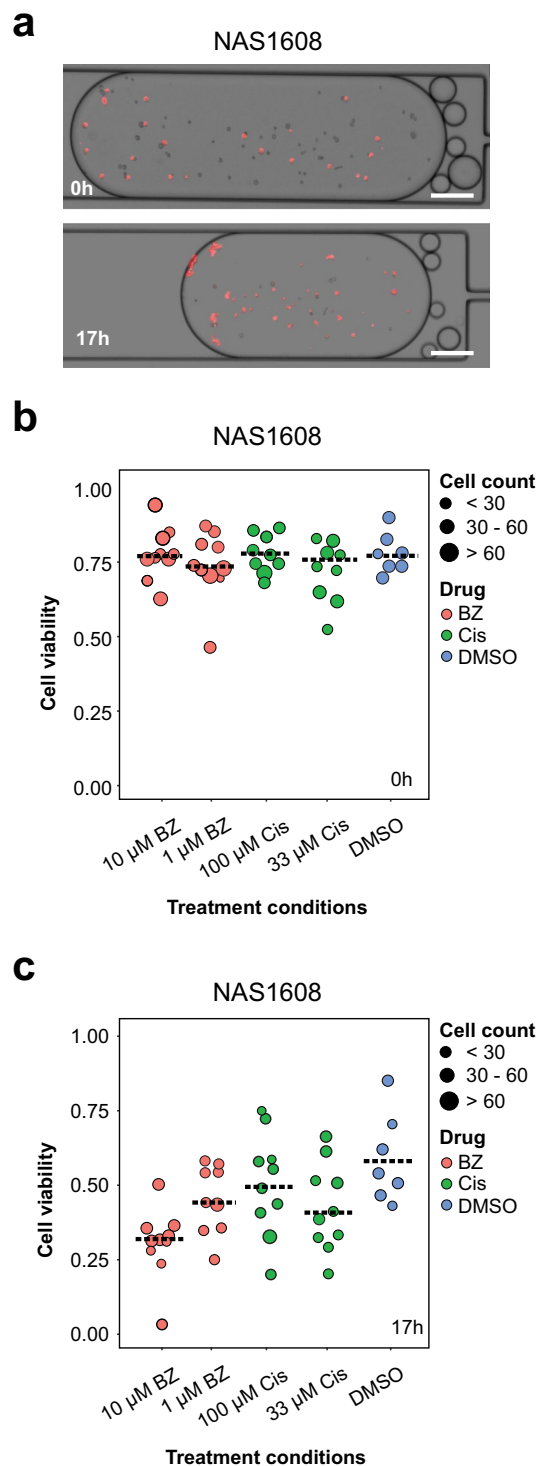 a
NAS1608
0h
17h
b
NAS1608
Cell viability
1.00
0.75
0.50
0.25
0.00
0h
10 µM BZ
1 µM BZ
100 µM Cis
33 µM Cis
DMSO
Treatment conditions
Cell count
< 30
30 - 60
> 60
Drug
BZ
Cis
DMSO
c
NAS1608
Cell viability
1.00
0.75
0.50
0.25
0.00
17h
10 µM BZ
1 µM BZ
100 µM Cis
33 µM Cis
DMSO
Treatment conditions
Cell count
< 30
30 - 60
> 60
Drug
BZ
Cis
DMSO